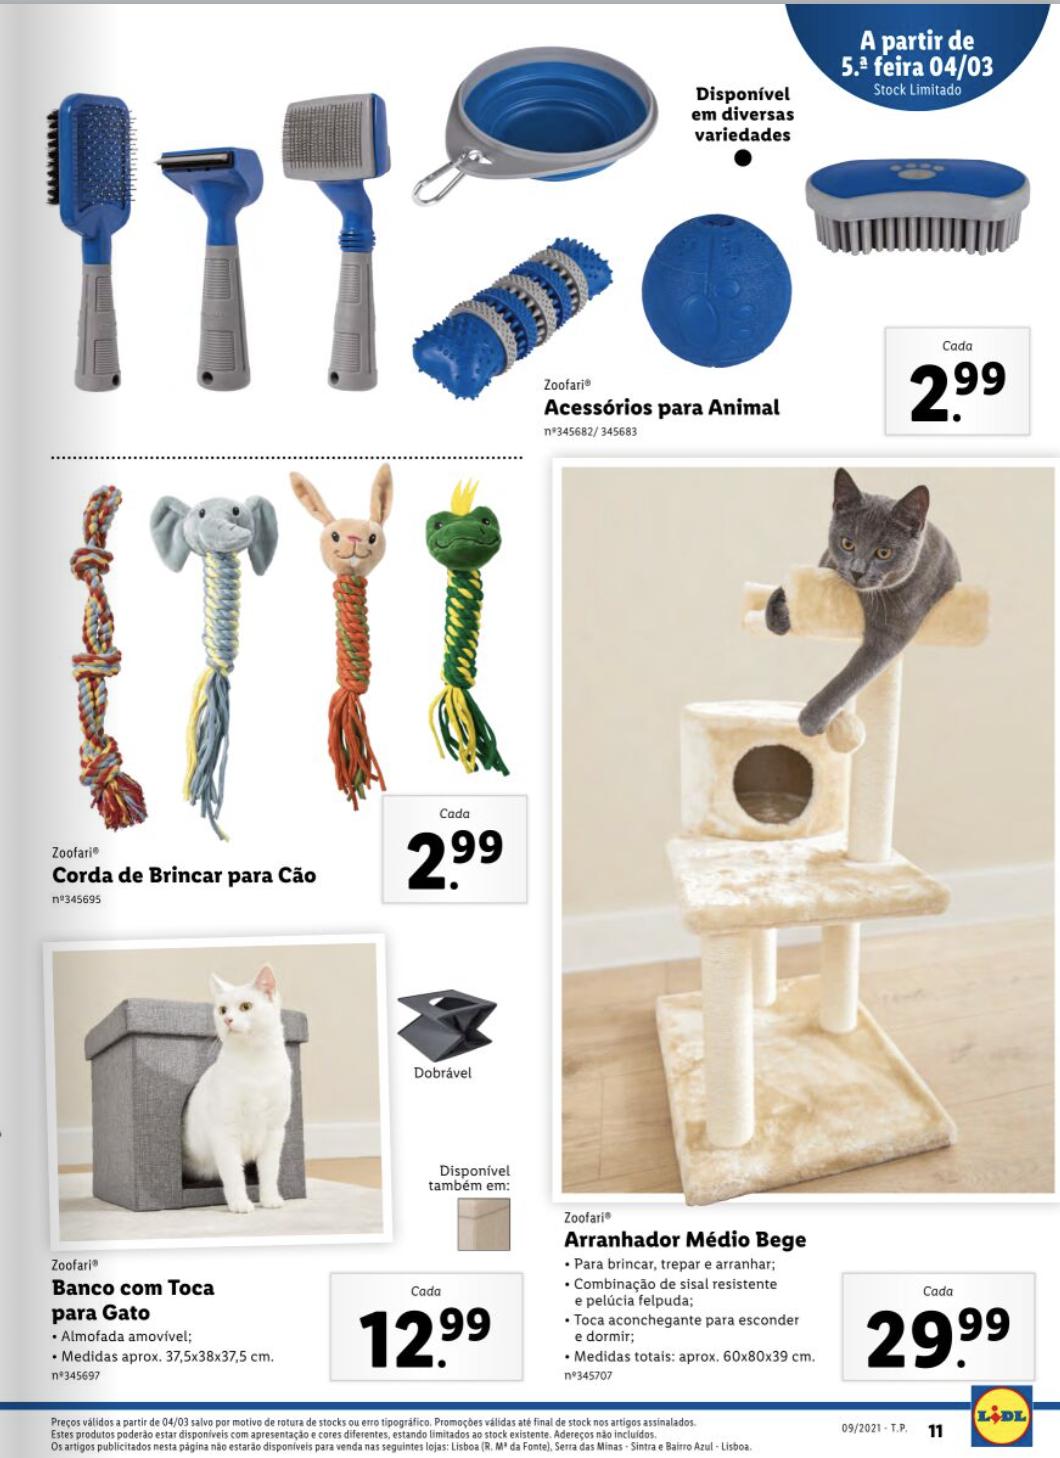 A partir de
5.ª feira 04/03
Stock Limitado
Disponível
em diversas
variedades
Cada
2.99
Zoofari®
Acessórios para Animal
nº345682/ 345683
Cada
2.99
Zoofari®
Corda de Brincar para Cão
nº345695
Dobrável
Disponível
também em:
Zoofari®
Banco com Toca
para Gato
• Almofada amovível;
• Medidas aprox. 37,5x38x37,5 cm.
nº345697
Cada
12.99
Zoofari®
Arranhador Médio Bege
• Para brincar, trepar e arranhar;
• Combinação de sisal resistente
e pelúcia felpuda;
• Toca aconchegante para esconder
e dormir;
• Medidas totais: aprox. 60x80x39 cm.
nº345707
Cada
29.99
Preços válidos a partir de 04/03 salvo por motivo de rotura de stocks ou erro tipográfico. Promoções válidas até final de stock nos artigos assinalados.
Estes produtos poderão estar disponíveis com apresentação e cores diferentes, estando limitados ao stock existente. Adereços não incluídos.
Os artigos publicitados nesta página não estarão disponíveis para venda nas seguintes lojas: Lisboa (R. Mª da Fonte), Serra das Minas - Sintra e Bairro Azul - Lisboa.
09/2021 - T.P.
11
LIDL